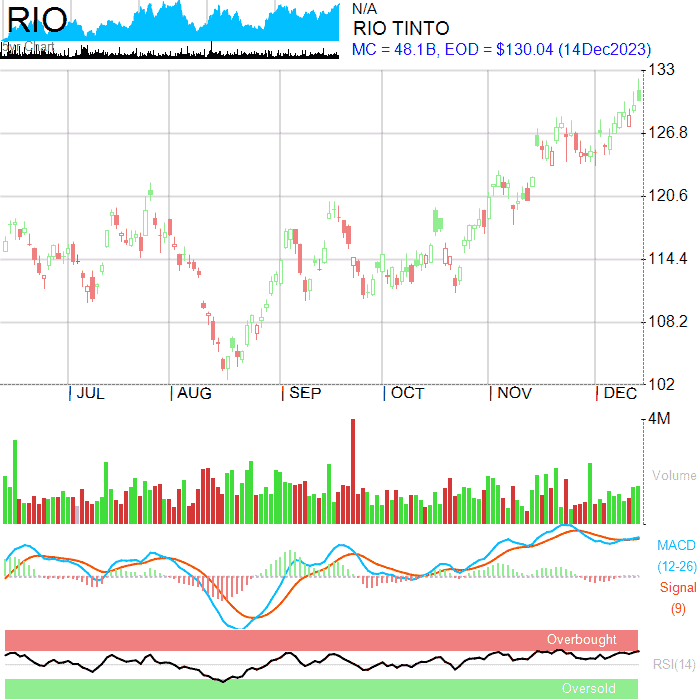 RIO
N/A
RIO TINTO
MC = 48.1B, EOD = $130.04 (14Dec2023)
Chart
133
126.8
120.6
114.4
108.2
102
JUL AUG SEP OCT NOV DEC
4M
Volume
MACD
(12-26)
Signal
(9)
Overbought
RSI(14)
Oversold